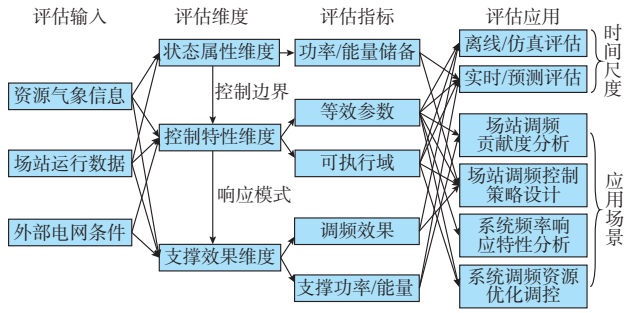 评估输入
评估维度
评估指标
评估应用
资源气象信息
场站运行数据
外部电网条件
状态属性维度
控制边界
控制特性维度
响应模式
支撑效果维度
功率/能量储备
等效参数
可执行域
调频效果
支撑功率/能量
离线/仿真评估
实时/预测评估
场站调频
贡献度分析
场站调频控制
策略设计
系统频率响
应特性分析
系统调频资源
优化调控
时间尺度
应用场景